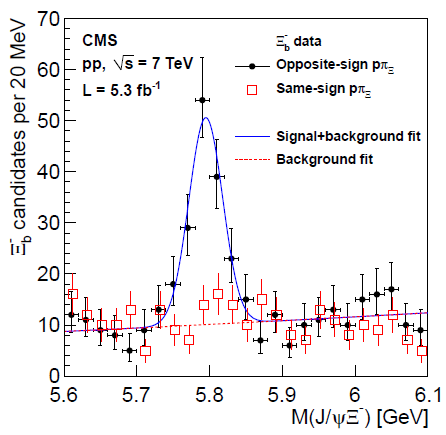 CMS
pp, √s = 7 TeV
L = 5.3 fb⁻¹
Ξ⁻b data
Opposite-sign pπΞ
Same-sign pπΞ
Signal+background fit
Background fit
Ξ⁻b candidates per 20 MeV
70
60
50
40
30
20
10
0
5.6 5.7 5.8 5.9 6 6.1
M(J/ψΞ⁻) [GeV]